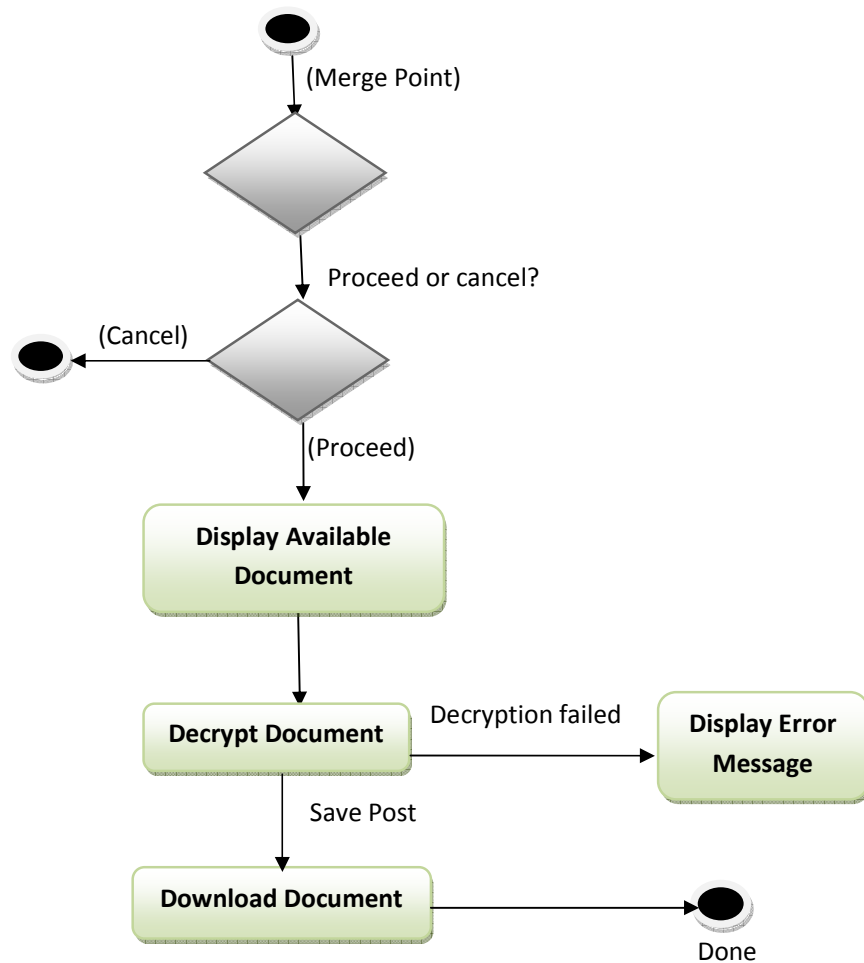 (Merge Point)
Proceed or cancel?
(Cancel)
(Proceed)
Display Available
Document
Decrypt Document
Decryption failed
Display Error
Message
Save Post
Download Document
Done